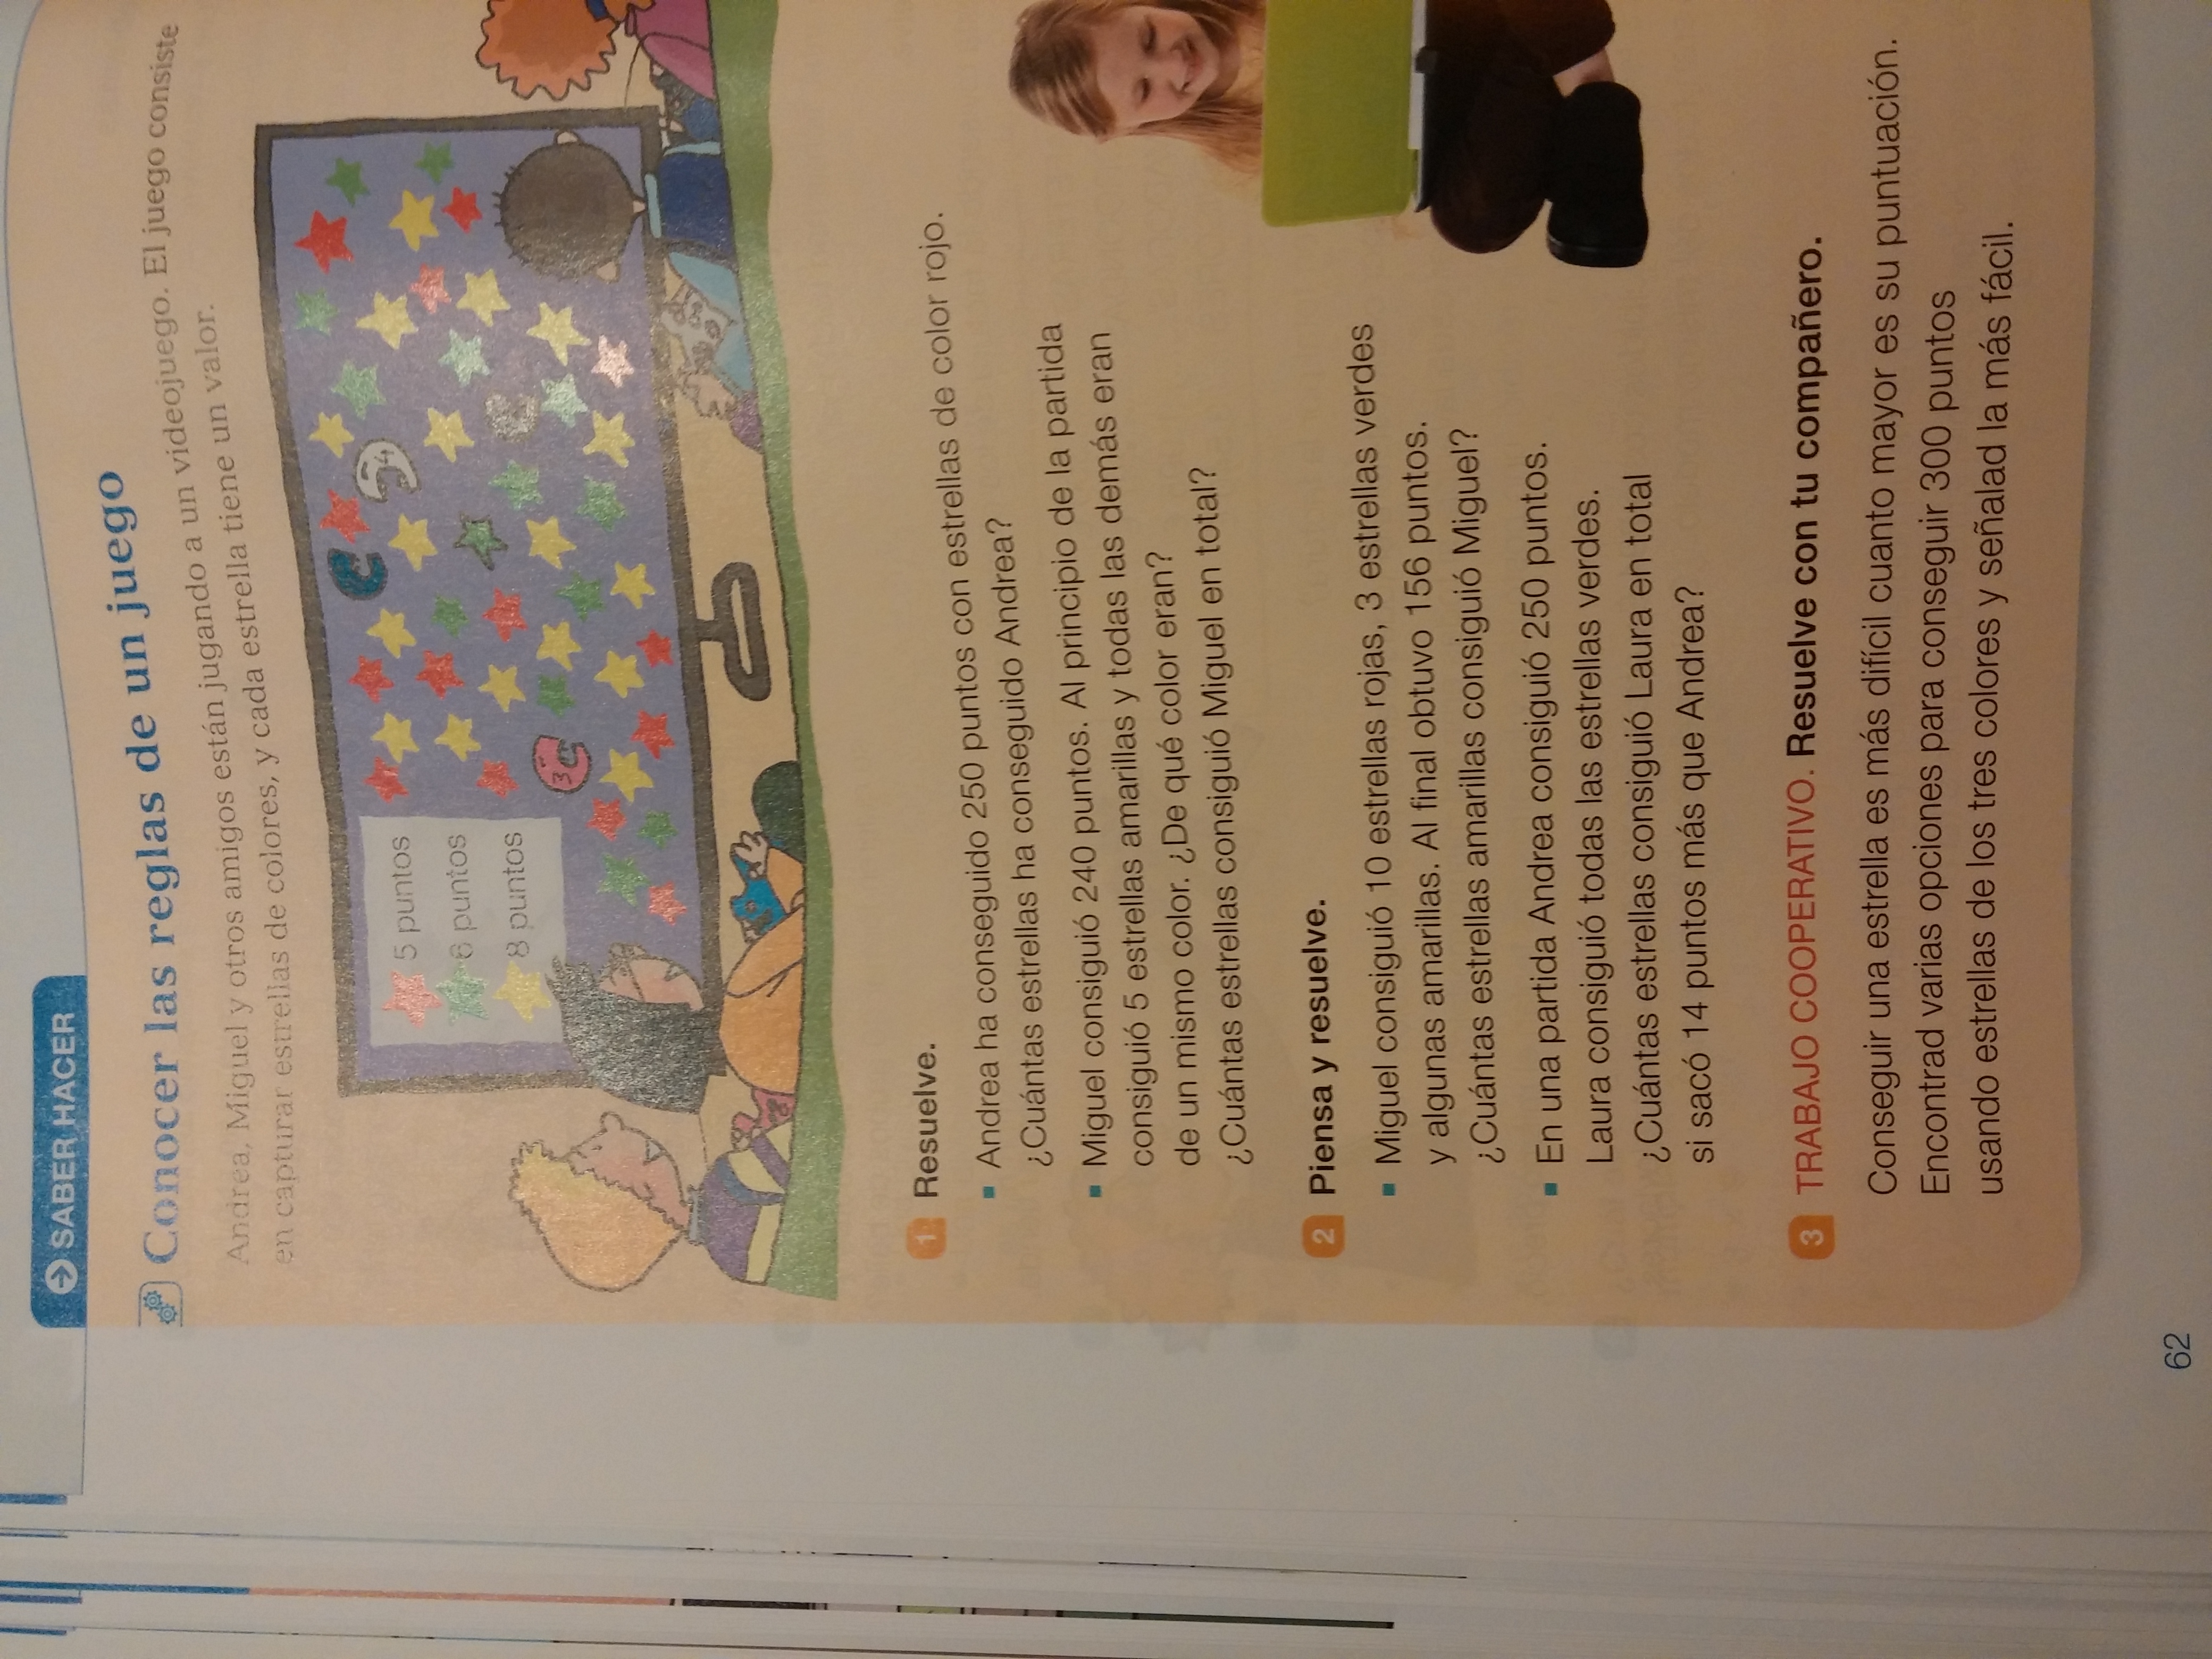 SABER HACER
Conocer las reglas de un juego
Andrea, Miguel y otros amigos están jugando a un videojuego. El juego consiste
en capturar estrellas de colores, y cada estrella tiene un valor.
5 puntos
6 puntos
8 puntos
4
3
1 Resuelve.
Andrea ha conseguido 250 puntos con estrellas de color rojo.
¿Cuántas estrellas ha conseguido Andrea?
Miguel consiguió 240 puntos. Al principio de la partida
consiguió 5 estrellas amarillas y todas las demás eran
de un mismo color. ¿De qué color eran?
¿Cuántas estrellas consiguió Miguel en total?
2 Piensa y resuelve.
Miguel consiguió 10 estrellas rojas, 3 estrellas verdes
y algunas amarillas. Al final obtuvo 156 puntos.
¿Cuántas estrellas amarillas consiguió Miguel?
En una partida Andrea consiguió 250 puntos.
Laura consiguió todas las estrellas verdes.
¿Cuántas estrellas consiguió Laura en total
si sacó 14 puntos más que Andrea?
3 TRABAJO COOPERATIVO. Resuelve con tu compañero.
Conseguir una estrella es más difícil cuanto mayor es su puntuación.
Encontrad varias opciones para conseguir 300 puntos
usando estrellas de los tres colores y señalad la más fácil.
62